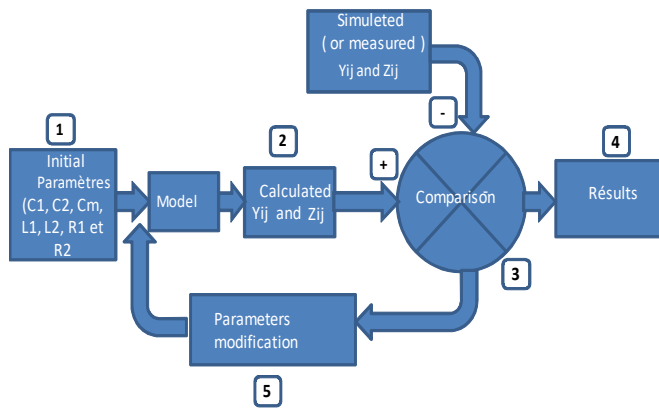 Simuleted
( or measured )
Yij and Zij
-
1
2
+
4
Initial
Paramètres
(C1, C2, Cm,
L1, L2, R1 et
R2
Model
Calculated
Yij and Zij
Comparison
Résults
3
Parameters
modification
5